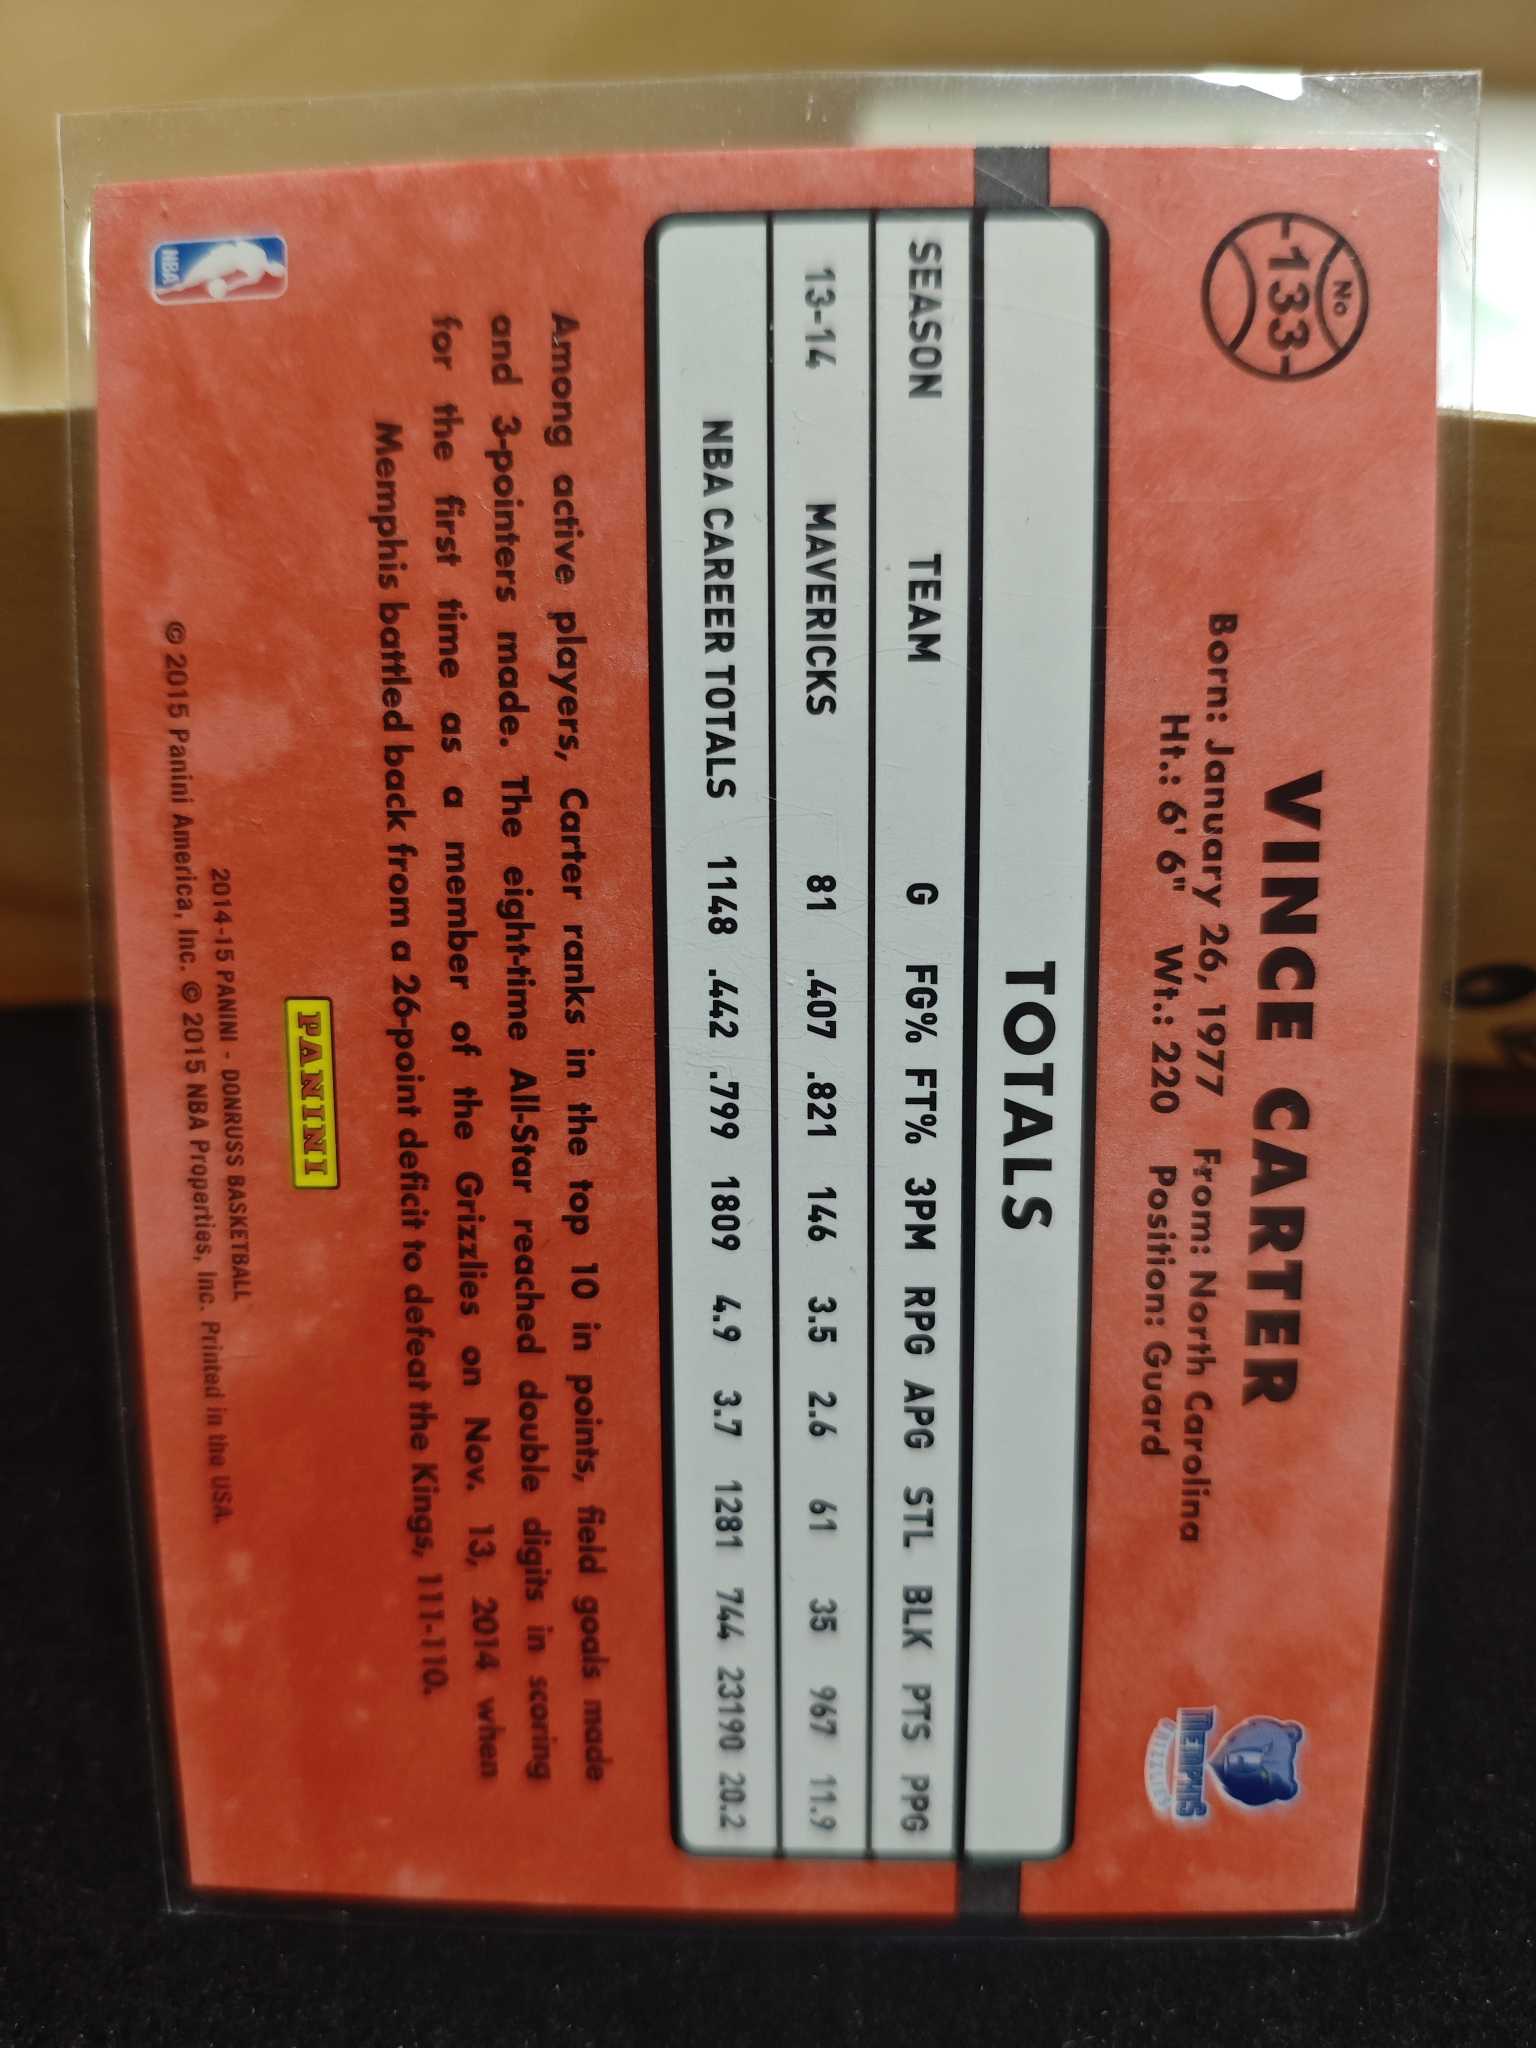 No
-133-
VINCE CARTER
Born: January 26, 1977 From: North Carolina
Ht.: 6' 6" Wt.: 220 Position: Guard
MEMPHIS
GRIZZLIES
TOTALS
SEASON TEAM G FG% FT% 3PM RPG APG STL BLK PTS PPG
13-14 MAVERICKS 81 .407 .821 146 3.5 2.6 61 35 967 11.9
NBA CAREER TOTALS 1148 .442 .799 1809 4.9 3.7 1281 744 23190 20.2
Among active players, Carter ranks in the top 10 in points, field goals made
and 3-pointers made. The eight-time All-Star reached double digits in scoring
for the first time as a member of the Grizzlies on Nov. 13, 2014 when
Memphis battled back from a 26-point deficit to defeat the Kings, 111-110.
NBA
PANINI
2014-15 PANINI - DONRUSS BASKETBALL
© 2015 Panini America, Inc. © 2015 NBA Properties, Inc. Printed in the USA.